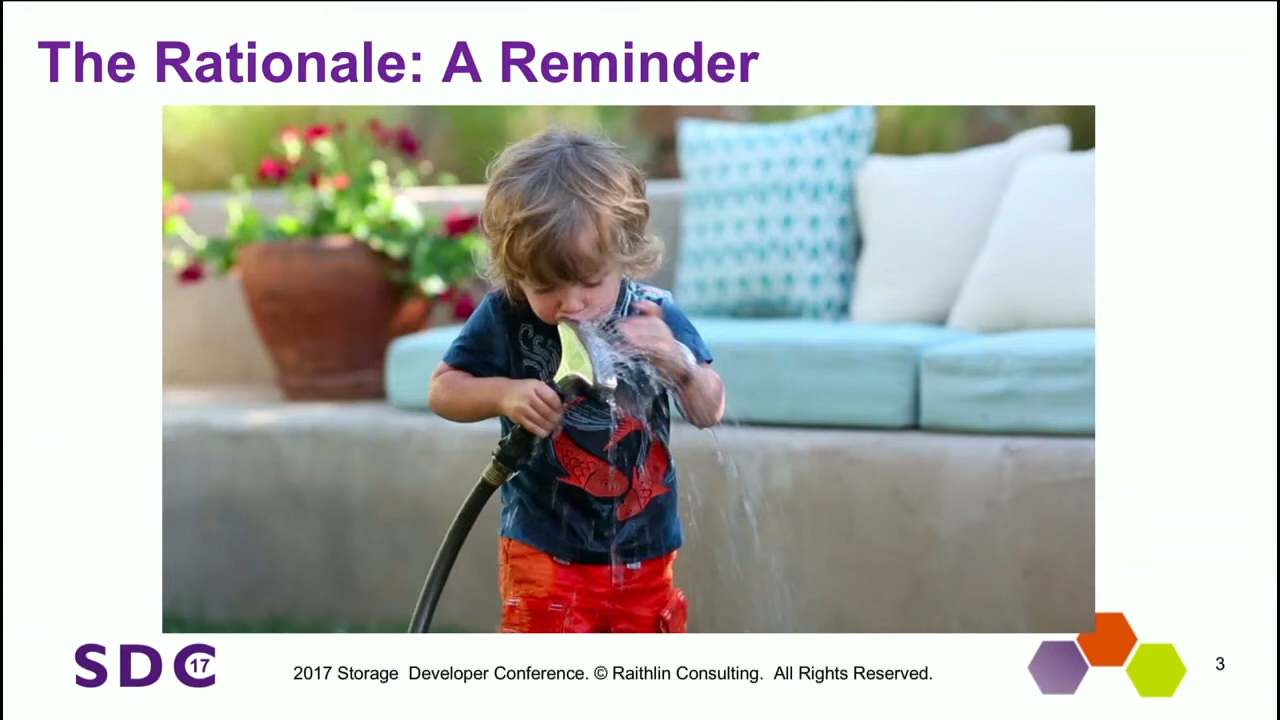 The Rationale: A Reminder
SDC 17
2017 Storage Developer Conference. © Raithlin Consulting. All Rights Reserved.
3